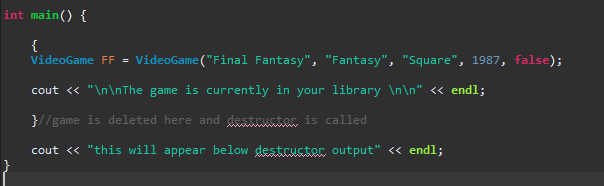 int main() {
{
VideoGame FF = VideoGame("Final Fantasy", "Fantasy", "Square", 1987, false);
cout << "\n\nThe game is currently in your library \n\n" << endl;
}//game is deleted here and destructor is called
cout << "this will appear below destructor output" << endl;
}